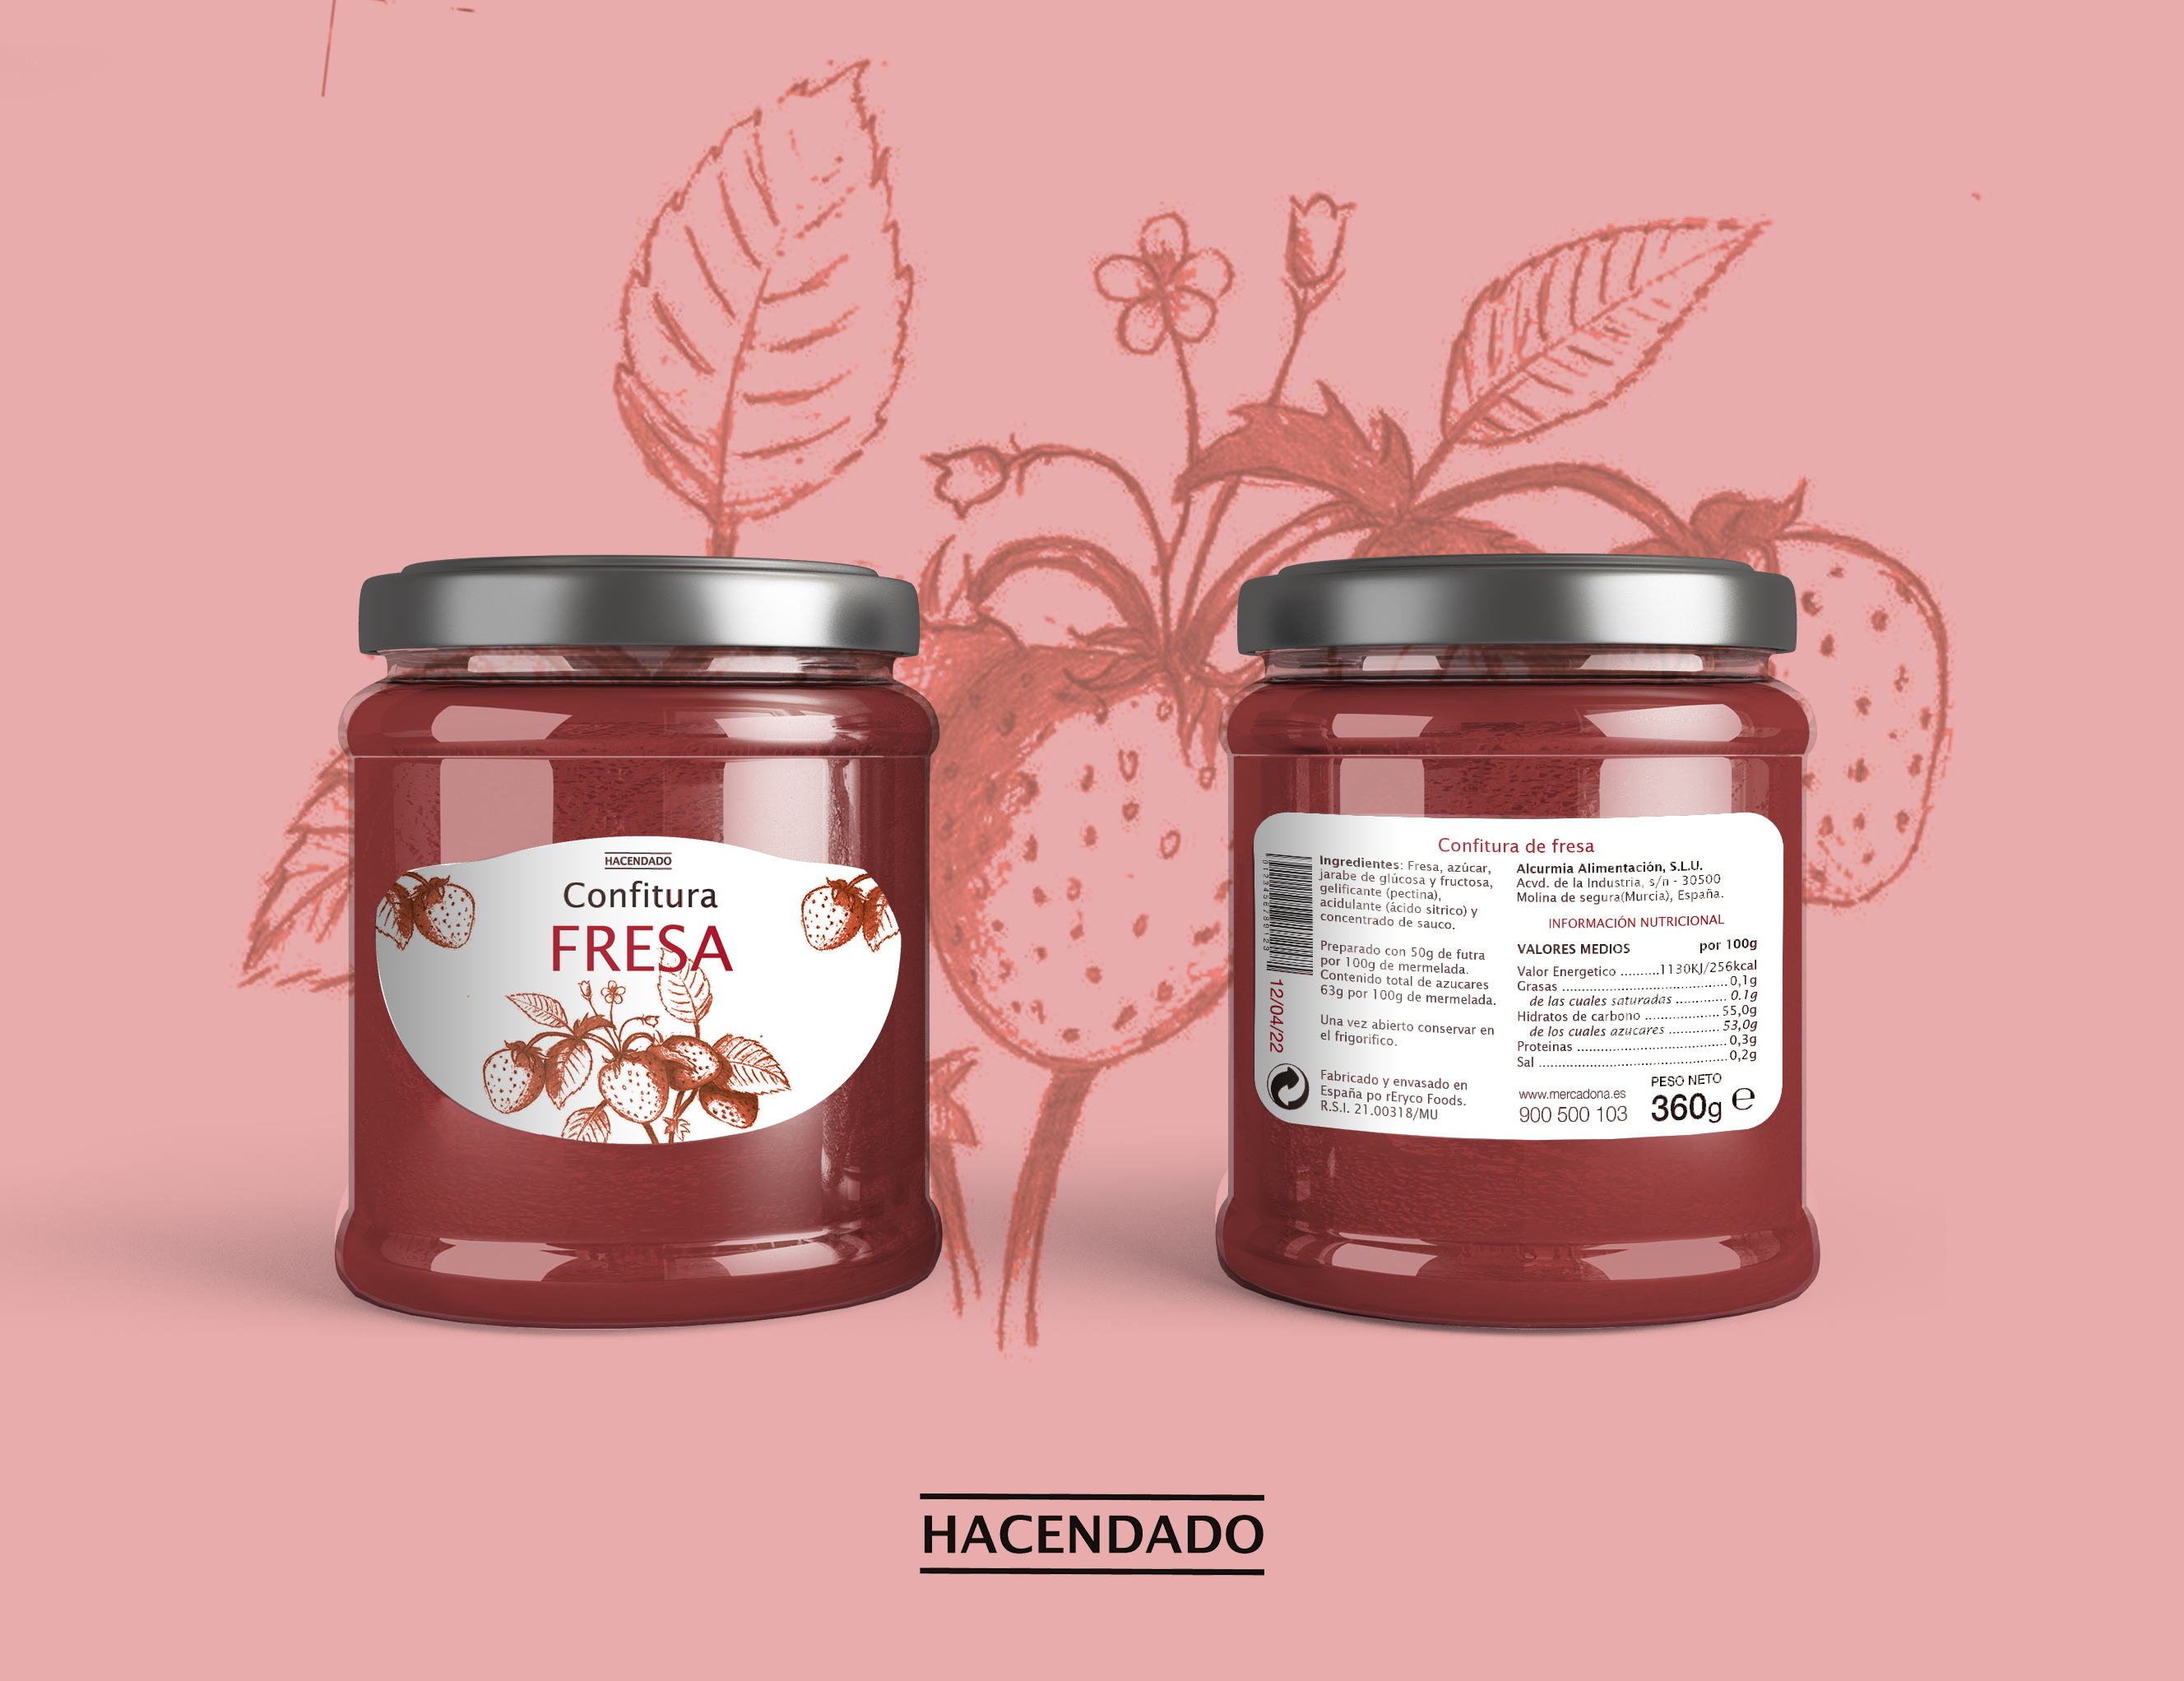 HACENDADO
Confitura
FRESA
Confitura de fresa
Ingredientes: Fresa, azúcar,
jarabe de glúcosa y fructosa,
gelificante (pectina),
acidulante (ácido sitrico) y
concentrado de sauco.
Preparado con 50g de futra
por 100g de mermelada.
Contenido total de azucares
63g por 100g de mermelada.
Una vez abierto conservar en
el frigorifico.
Fabricado y envasado en
España po rEryco Foods.
R.S.I. 21.00318/MU
12/04/22
Alcurmia Alimentación, S.L.U.
Acvd. de la Industria, s/n - 30500
Molina de segura(Murcia), España.
INFORMACIÓN NUTRICIONAL
VALORES MEDIOS por 100g
Valor Energetico ..........1130KJ/256kcal
Grasas ..........................................0,1g
de las cuales saturadas ............ 0.1g
Hidratos de carbono ...................55,0g
de los cuales azucares ............ 53,0g
Proteinas ......................................0,3g
Sal ................................................0,2g
www.mercadona.es
900 500 103
PESO NETO
360g e
HACENDADO